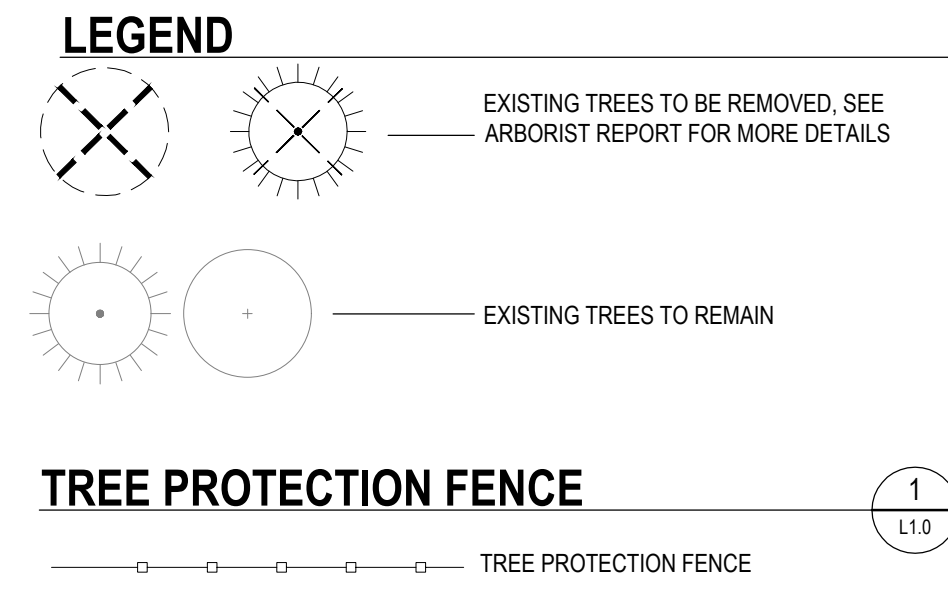 LEGEND
EXISTING TREES TO BE REMOVED, SEE
ARBORIST REPORT FOR MORE DETAILS
EXISTING TREES TO REMAIN
TREE PROTECTION FENCE
1
L1.0
TREE PROTECTION FENCE